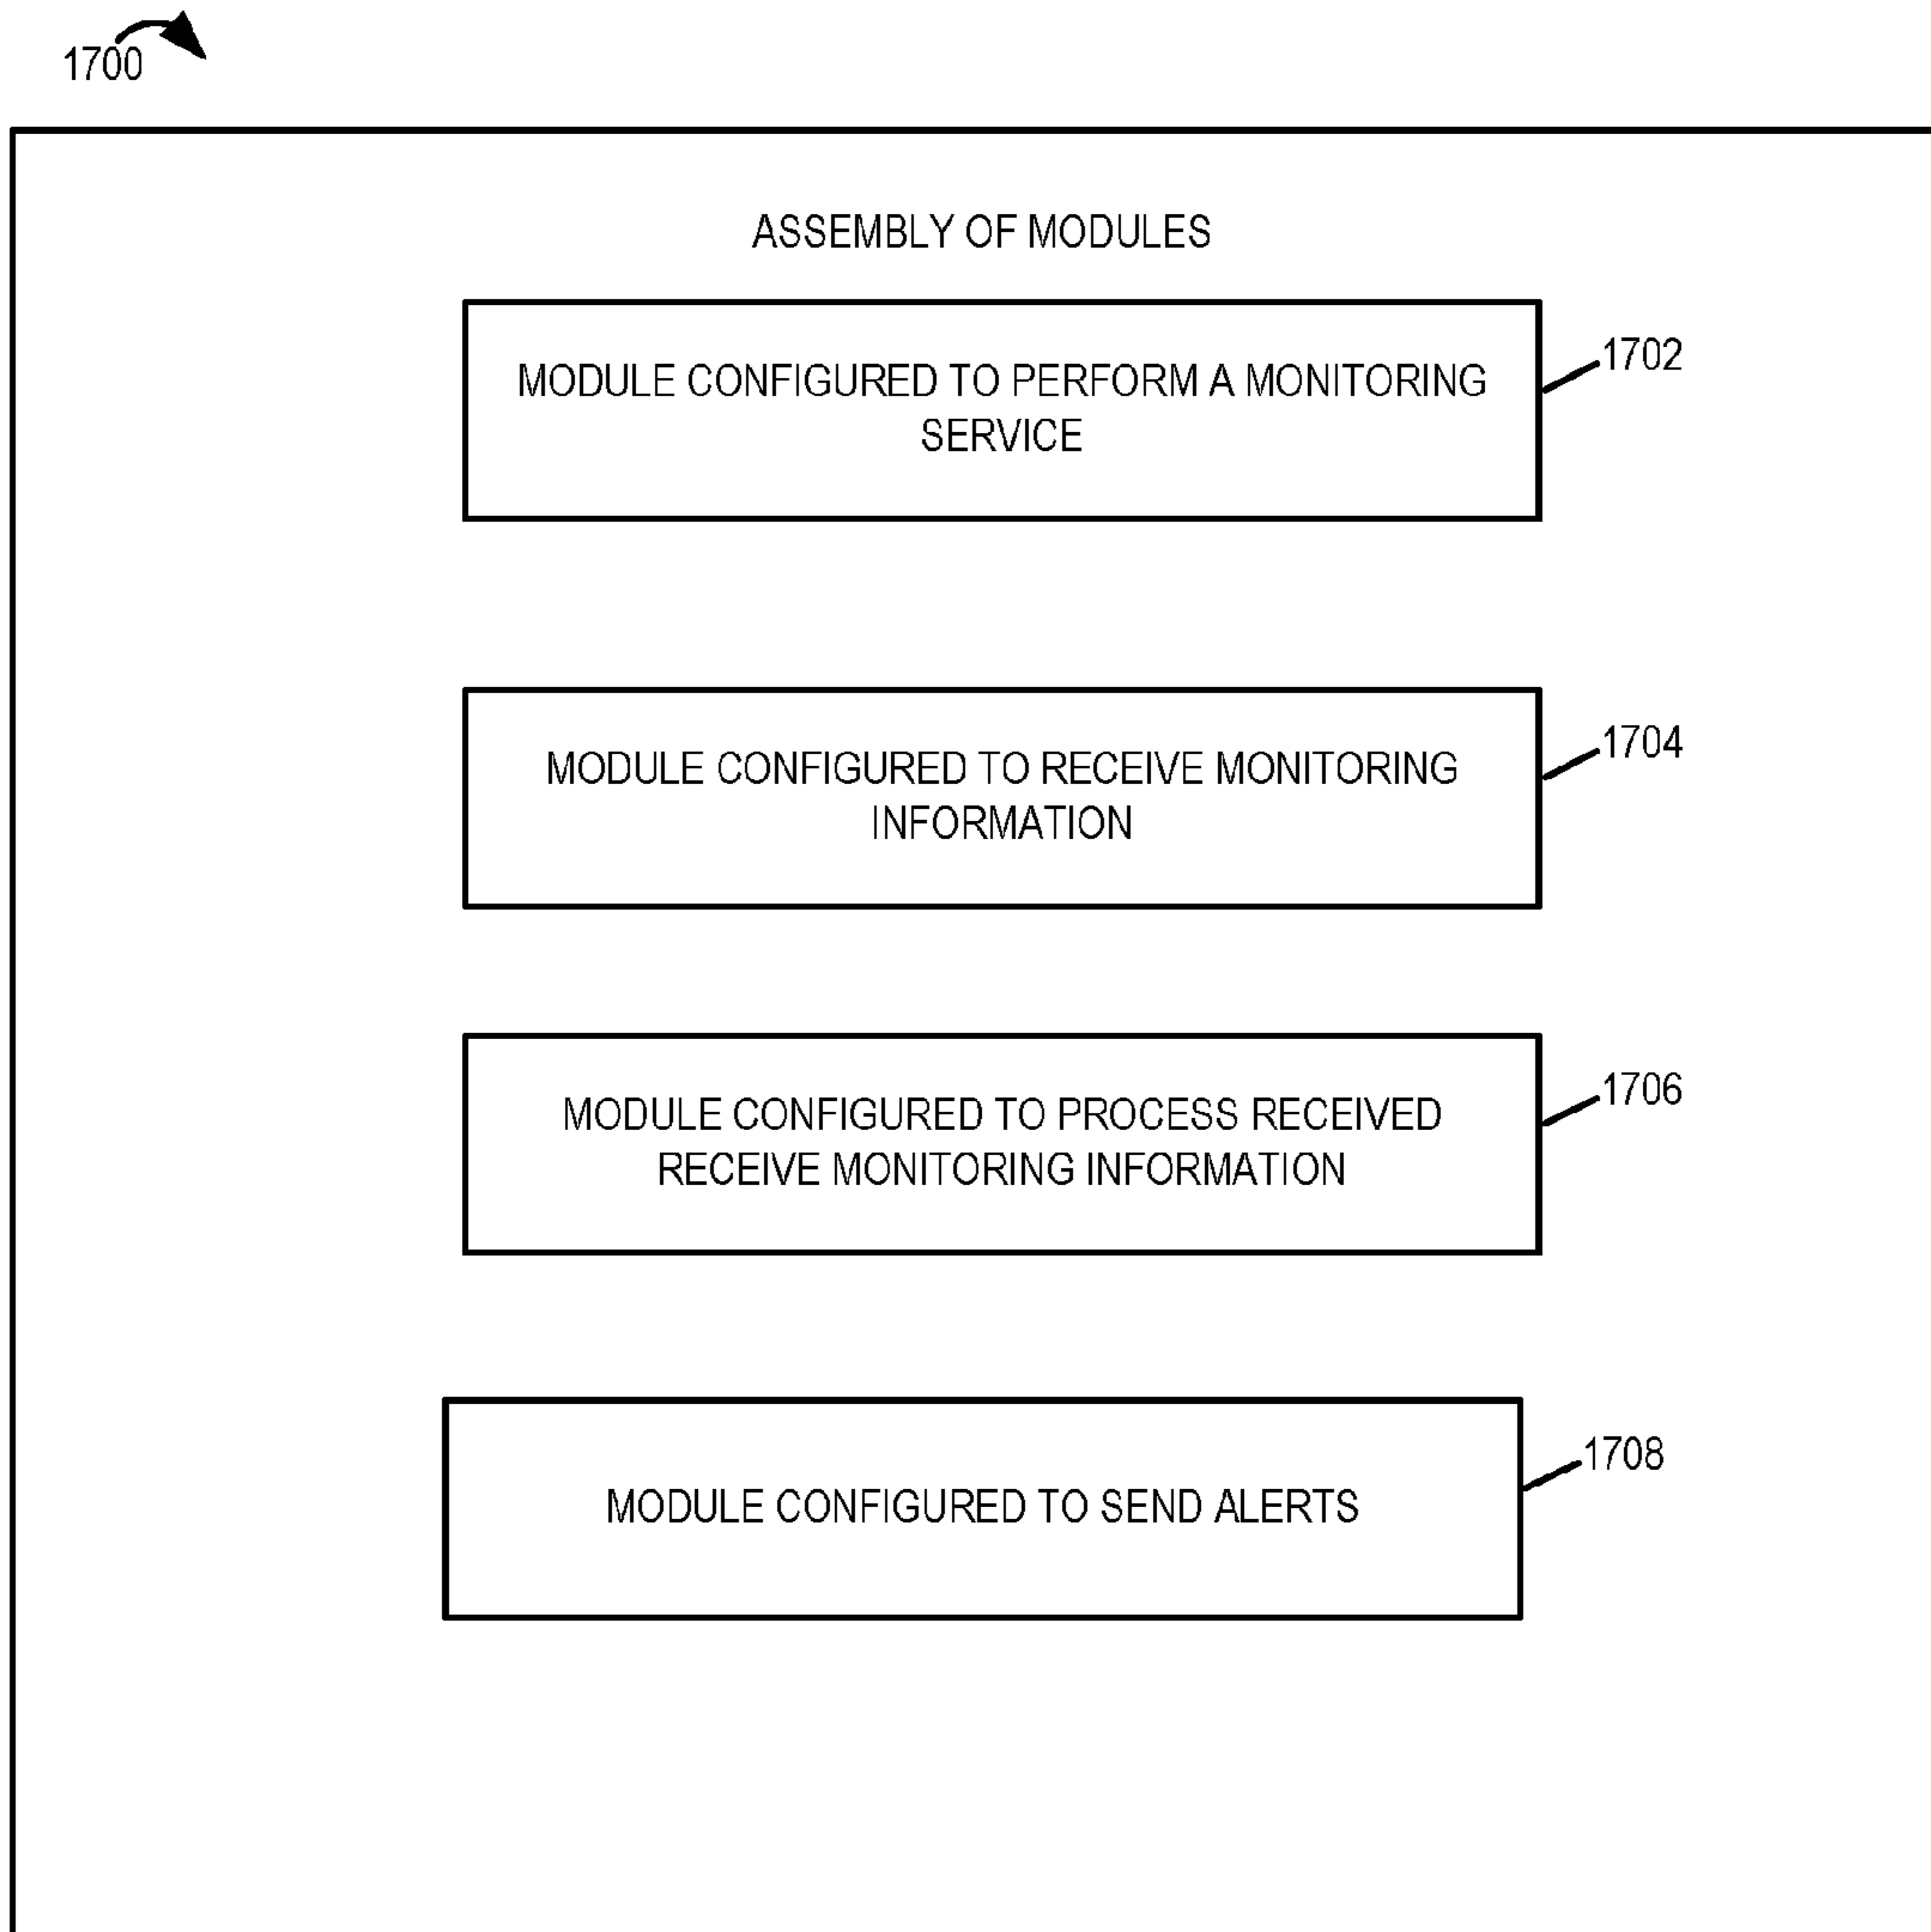 1700
ASSEMBLY OF MODULES
MODULE CONFIGURED TO PERFORM A MONITORING
SERVICE
1702
MODULE CONFIGURED TO RECEIVE MONITORING
INFORMATION
1704
MODULE CONFIGURED TO PROCESS RECEIVED
RECEIVE MONITORING INFORMATION
1706
MODULE CONFIGURED TO SEND ALERTS
1708